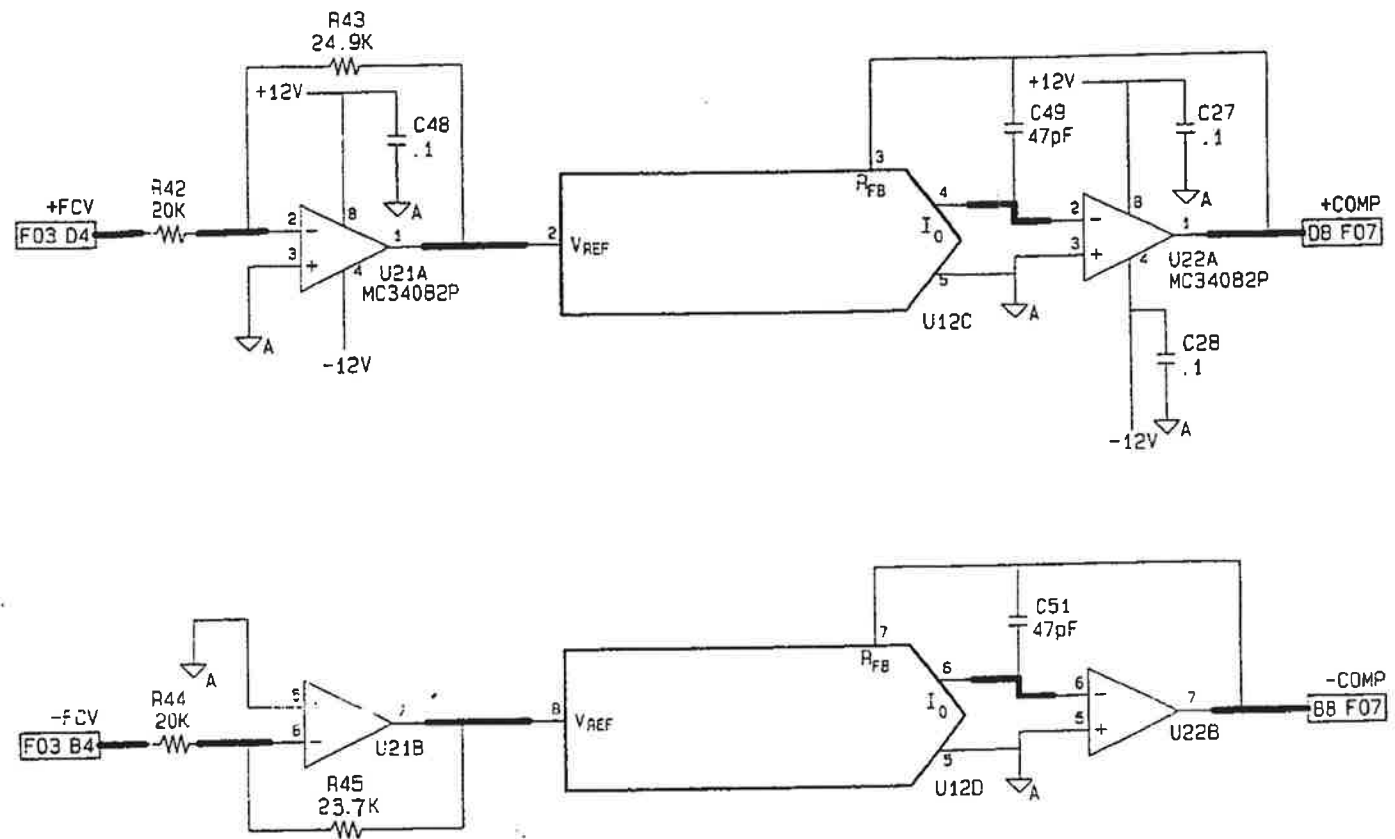 R43
24.9K
+12V
C48
.1
A
R42
20K
+FCV
F03 D4
2
3
8
1
4
U21A
MC34082P
A
-12V
2
VREF
3
RFB
4
IO
5
U12C
C49
47pF
+12V
C27
.1
A
2
3
8
1
4
U22A
MC34082P
A
+COMP
D8 F07
C28
.1
-12V
A
A
R44
20K
-FCV
F03 B4
5
6
7
U21B
R45
23.7K
8
VREF
7
RFB
6
IO
5
U12D
C51
47pF
6
5
7
U22B
A
-COMP
B8 F07